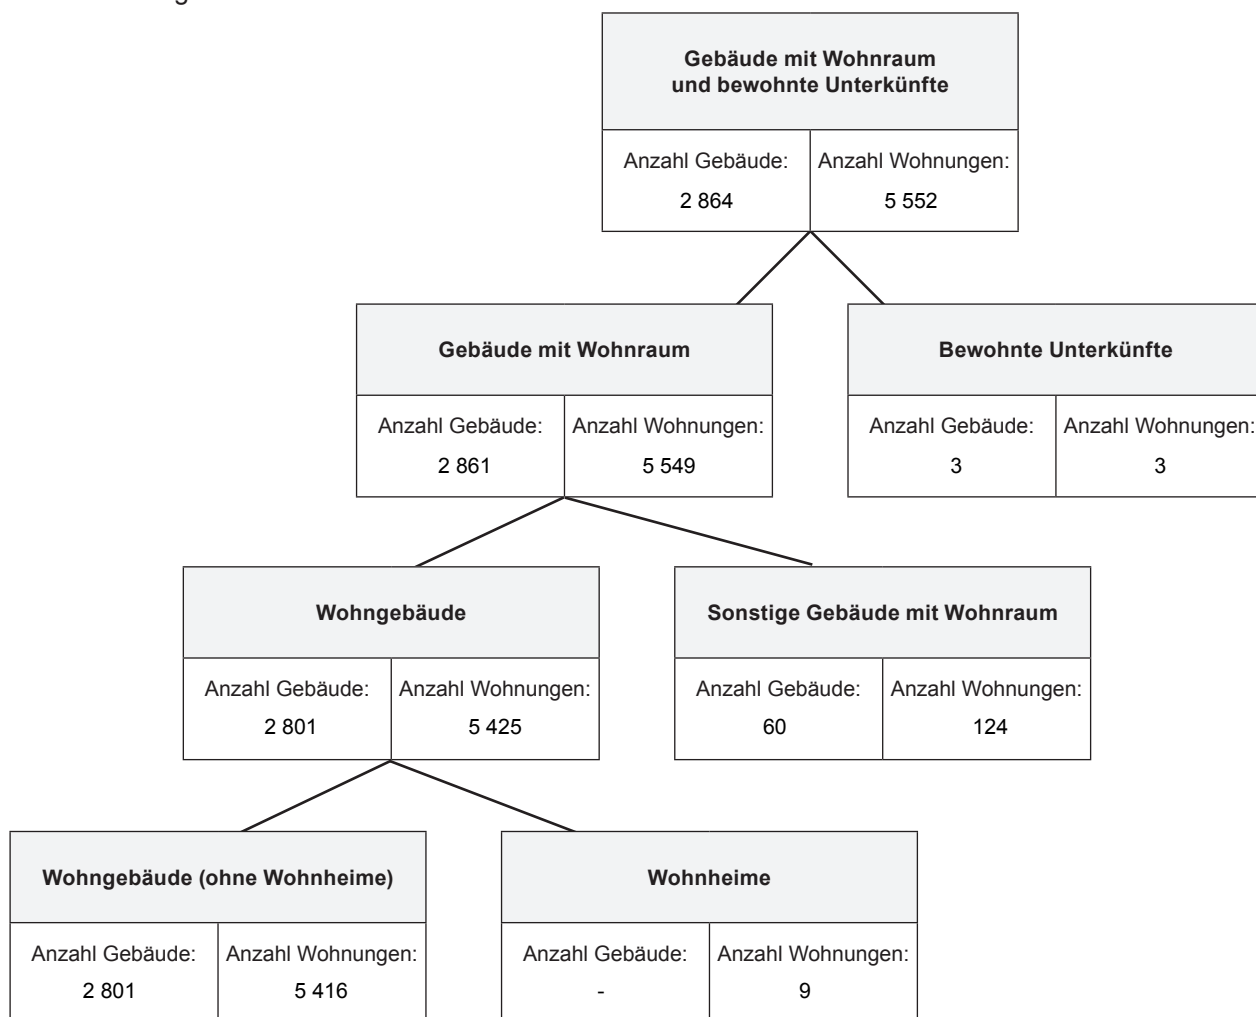 Gebäude mit Wohnraum
und bewohnte Unterkünfte
Anzahl Gebäude: Anzahl Wohnungen:
2 864 5 552
Gebäude mit Wohnraum
Anzahl Gebäude: Anzahl Wohnungen:
2 861 5 549
Bewohnte Unterkünfte
Anzahl Gebäude: Anzahl Wohnungen:
3 3
Wohngebäude
Anzahl Gebäude: Anzahl Wohnungen:
2 801 5 425
Sonstige Gebäude mit Wohnraum
Anzahl Gebäude: Anzahl Wohnungen:
60 124
Wohngebäude (ohne Wohnheime)
Anzahl Gebäude: Anzahl Wohnungen:
2 801 5 416
Wohnheime
Anzahl Gebäude: Anzahl Wohnungen:
- 9